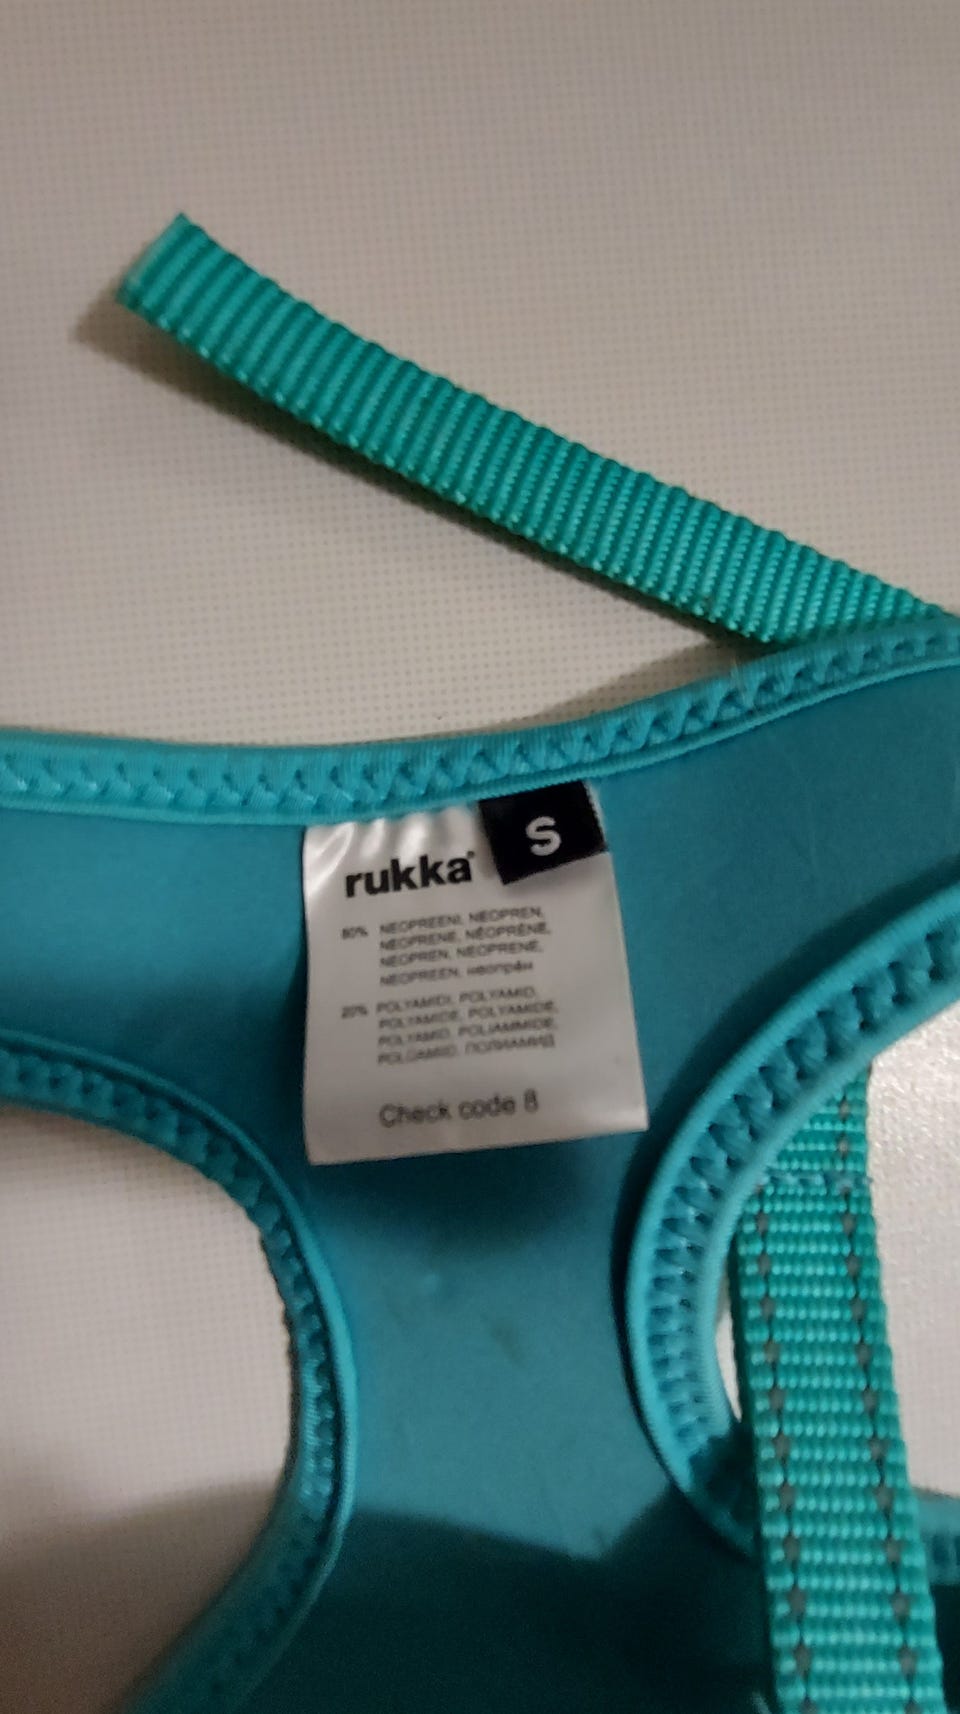 S
rukka®
80% NEOPREENI, NEOPREN,
NEOPRENE, NÉOPRÈNE,
NEOPREN, NEOPRENE,
NEOPREEN, неопрен
20% POLYAMIDI, POLYAMID,
POLYAMIDE, POLYAMIDE,
POLYAMID, POLIAMMIDE,
ПОЛИАМИД
Check code 8